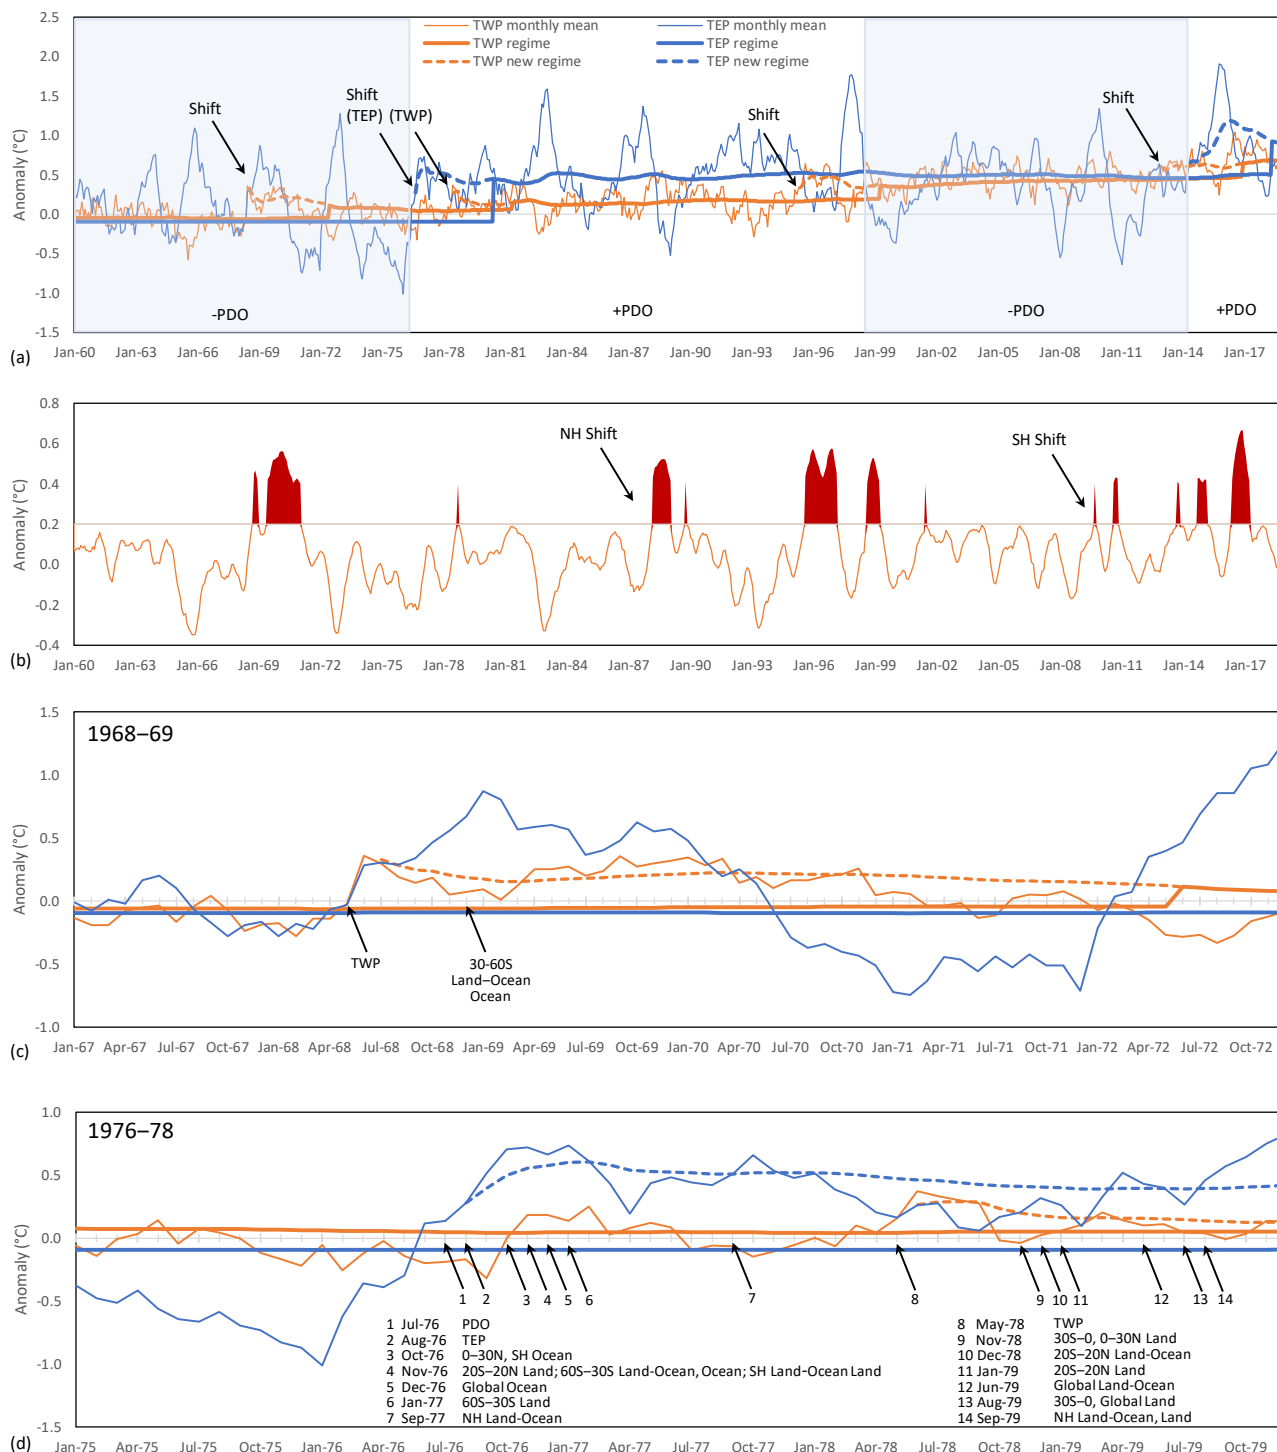 TWP monthly mean TEP monthly mean
TWP regime TEP regime
TWP new regime TEP new regime
2.5
2.0
1.5
1.0
0.5
0.0
-0.5
-1.0
-1.5
Anomaly (°C)
Shift
Shift
(TEP) (TWP)
Shift
Shift
-PDO
+PDO
-PDO
+PDO
(a)
Jan-60 Jan-63 Jan-66 Jan-69 Jan-72 Jan-75 Jan-78 Jan-81 Jan-84 Jan-87 Jan-90 Jan-93 Jan-96 Jan-99 Jan-02 Jan-05 Jan-08 Jan-11 Jan-14 Jan-17
0.8
0.6
0.4
0.2
0.0
-0.2
-0.4
Anomaly (°C)
NH Shift
SH Shift
(b)
Jan-60 Jan-63 Jan-66 Jan-69 Jan-72 Jan-75 Jan-78 Jan-81 Jan-84 Jan-87 Jan-90 Jan-93 Jan-96 Jan-99 Jan-02 Jan-05 Jan-08 Jan-11 Jan-14 Jan-17
1.5
1.0
0.5
0.0
-0.5
-1.0
Anomaly (°C)
1968–69
TWP
30-60S
Land–Ocean
Ocean
(c)
Jan-67 Apr-67 Jul-67 Oct-67 Jan-68 Apr-68 Jul-68 Oct-68 Jan-69 Apr-69 Jul-69 Oct-69 Jan-70 Apr-70 Jul-70 Oct-70 Jan-71 Apr-71 Jul-71 Oct-71 Jan-72 Apr-72 Jul-72 Oct-72
1.0
0.5
0.0
-0.5
-1.0
-1.5
Anomaly (°C)
1976–78
1 2 3 4 5 6 7 8 9 10 11 12 13 14
1 Jul-76 PDO
2 Aug-76 TEP
3 Oct-76 0–30N, SH Ocean
4 Nov-76 20S–20N Land; 60S–30S Land-Ocean, Ocean; SH Land-Ocean Land
5 Dec-76 Global Ocean
6 Jan-77 60S–30S Land
7 Sep-77 NH Land-Ocean
8 May-78 TWP
9 Nov-78 30S–0, 0–30N Land
10 Dec-78 20S–20N Land-Ocean
11 Jan-79 20S–20N Land
12 Jun-79 Global Land-Ocean
13 Aug-79 30S–0, Global Land
14 Sep-79 NH Land-Ocean, Land
(d)
Jan-75 Apr-75 Jul-75 Oct-75 Jan-76 Apr-76 Jul-76 Oct-76 Jan-77 Apr-77 Jul-77 Oct-77 Jan-78 Apr-78 Jul-78 Oct-78 Jan-79 Apr-79 Jul-79 Oct-79